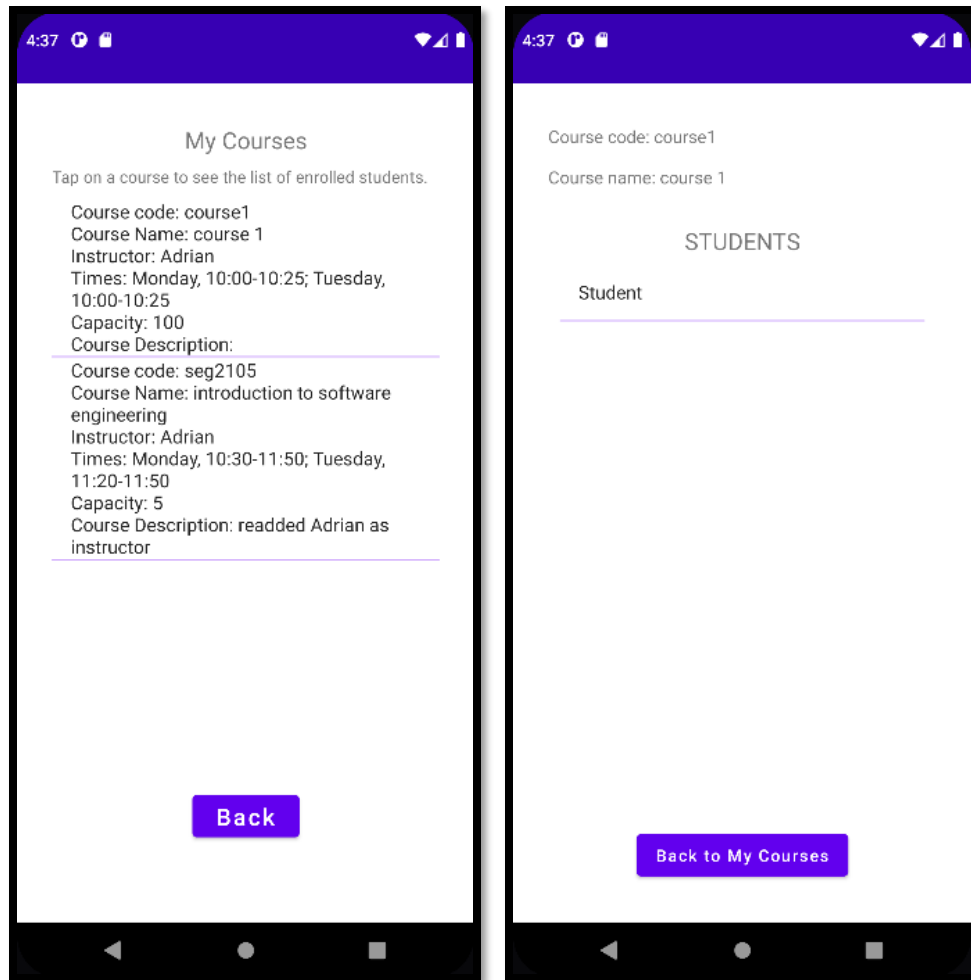 4:37
My Courses
Tap on a course to see the list of enrolled students.
Course code: course1
Course Name: course 1
Instructor: Adrian
Times: Monday, 10:00-10:25; Tuesday,
10:00-10:25
Capacity: 100
Course Description:
Course code: seg2105
Course Name: introduction to software
engineering
Instructor: Adrian
Times: Monday, 10:30-11:50; Tuesday,
11:20-11:50
Capacity: 5
Course Description: readded Adrian as
instructor
Back
4:37
Course code: course1
Course name: course 1
STUDENTS
Student
Back to My Courses